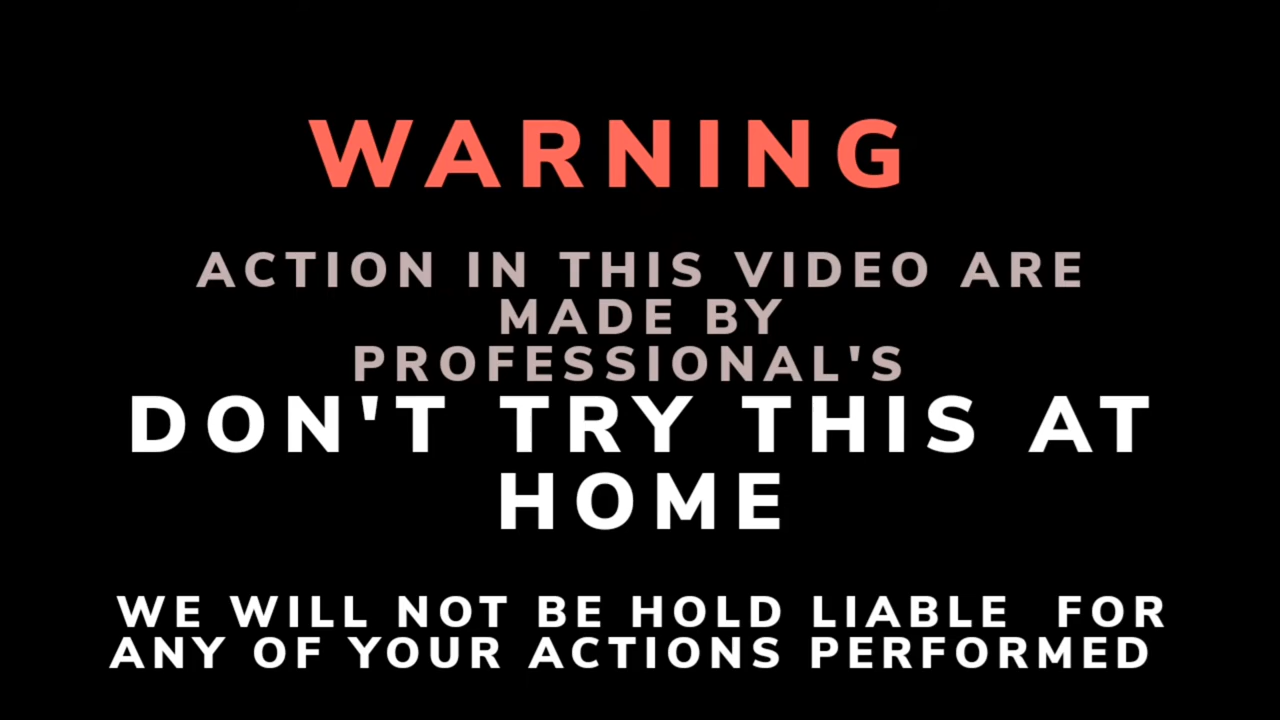 WARNING
ACTION IN THIS VIDEO ARE
MADE BY
PROFESSIONAL'S
DON'T TRY THIS AT
HOME
WE WILL NOT BE HOLD LIABLE FOR
ANY OF YOUR ACTIONS PERFORMED